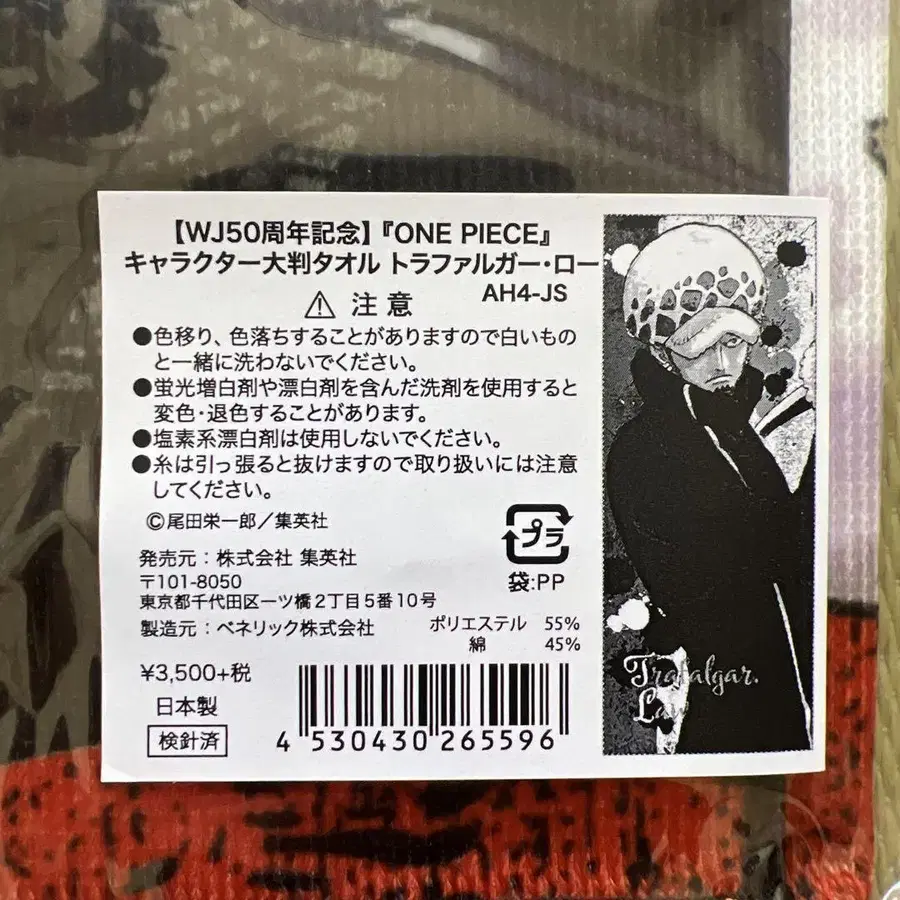 【WJ50周年記念】『ONE PIECE』
キャラクター大判タオル トラファルガー・ロー
AH4-JS
⚠ 注意
●色移り、色落ちすることがありますので白いもの
と一緒に洗わないでください。
●蛍光増白剤や漂白剤を含んだ洗剤を使用すると
変色・退色することがあります。
●塩素系漂白剤は使用しないでください。
●糸は引っ張ると抜けますので取り扱いには注意
してください。
©尾田栄一郎／集英社
プラ
袋:PP
発売元：株式会社 集英社
〒101-8050
東京都千代田区一ツ橋2丁目5番10号
製造元：ベネリック株式会社
ポリエステル 55%
綿 45%
¥3,500+税
日本製
検針済
4 530430 265596
Trafalgar.
Law